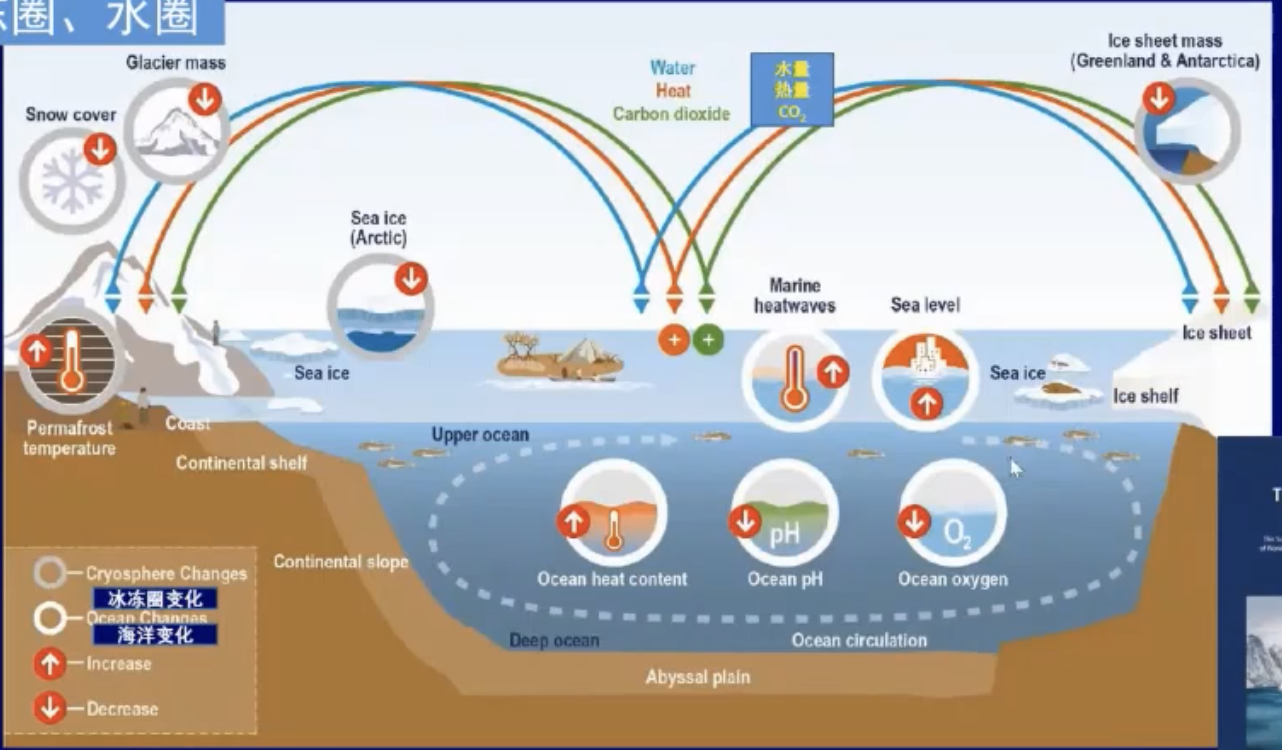 冻圈、水圈
Glacier mass
Snow cover
Water
Heat
Carbon dioxide
水量
热量
CO₂
Ice sheet mass
(Greenland & Antarctica)
Sea ice
(Arctic)
Marine
heatwaves
Sea level
Ice sheet
Sea ice
Sea ice
Ice shelf
Permafrost
temperature
Coast
Upper ocean
Continental shelf
pH
O₂
Continental slope
Ocean heat content
Ocean pH
Ocean oxygen
Cryosphere Changes
冰冻圈变化
Ocean Changes
海洋变化
Increase
Decrease
Deep ocean
Ocean circulation
Abyssal plain